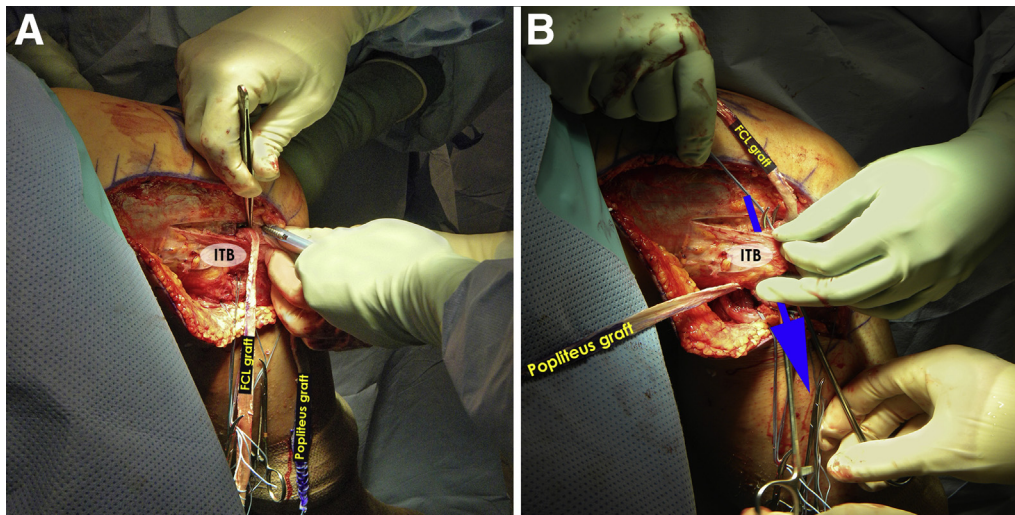 A
ITB
FCL graft
Popliteus graft
B
FCL graft
ITB
Popliteus graft